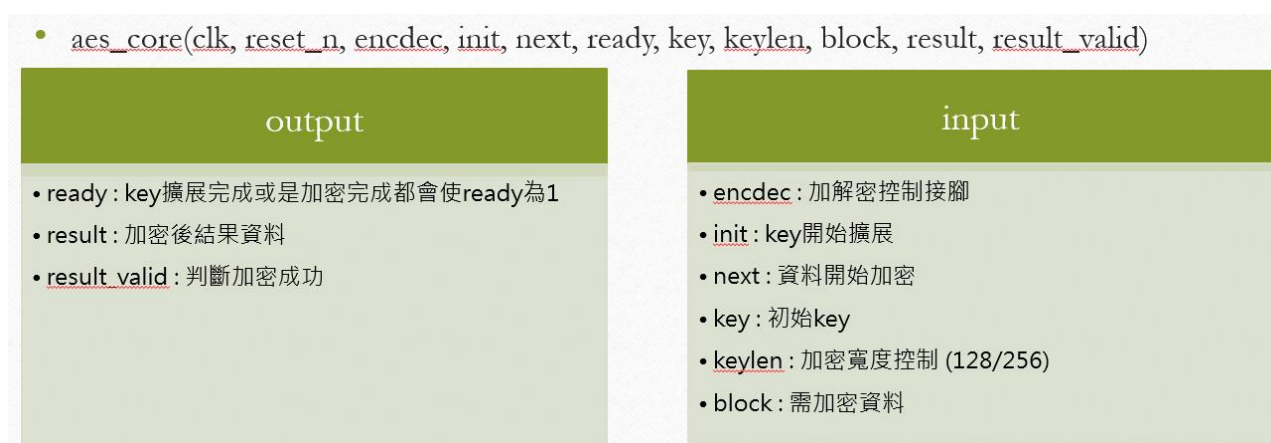 • aes_core(clk, reset_n, encdec, init, next, ready, key, keylen, block, result, result_valid)
output
• ready : key擴展完成或是加密完成都會使ready為1
• result : 加密後結果資料
• result_valid : 判斷加密成功
input
• encdec : 加解密控制接腳
• init : key開始擴展
• next : 資料開始加密
• key : 初始key
• keylen : 加密寬度控制 (128/256)
• block : 需加密資料